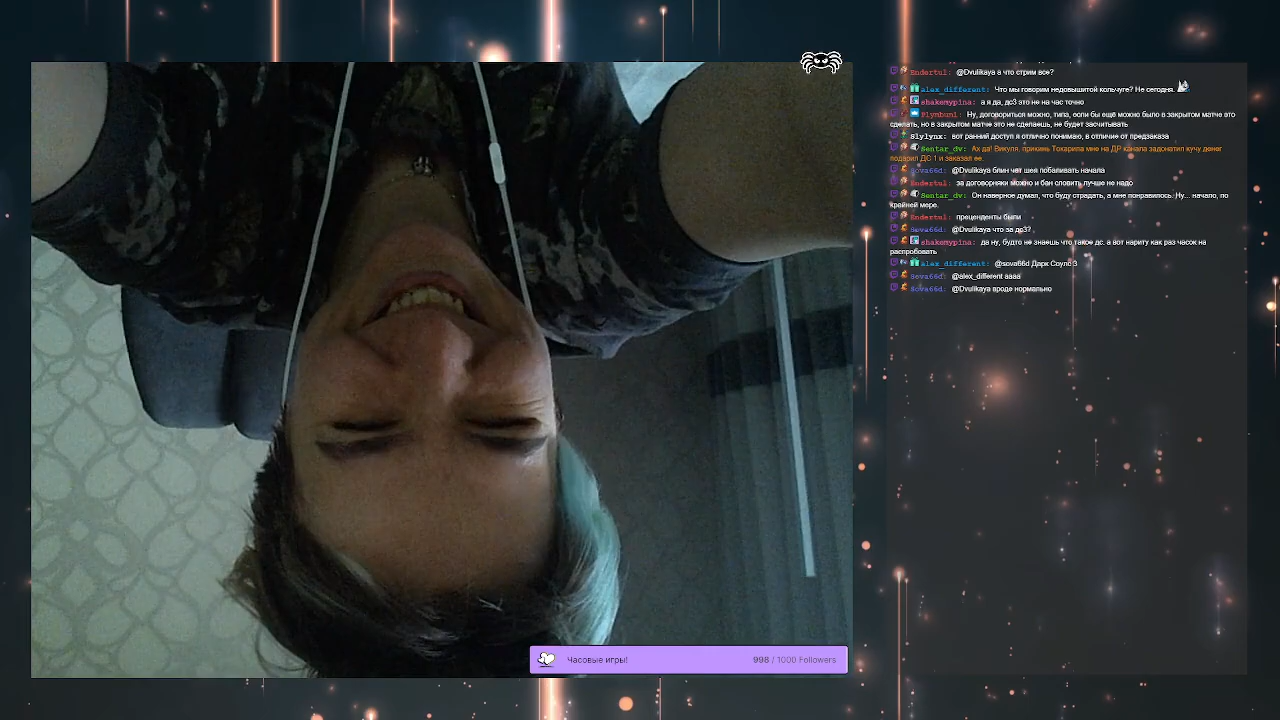 Endertul: @Dvulikaya а что стрим все?
alex_different: Что мы говорим недовышитой кольчуге? Не сегодня.
shakemypina: а я да, дс3 это не на час точно
Plynbunl: Ну, договориться можно, типа, если бы ещё можно было в закрытом матче это
сделать, но в закрытом матче это не сделаешь, не будет засчитывать
Slylynx: вот ранний доступ я отлично понимаю, в отличие от предзаказа
Sentar_dv: Ах да! Викуля, прикинь Токарипа мне на ДР канала задонатил кучу денег
подарил ДС 1 и заказал ее.
Sova66d: @Dvulikaya блин чет шея побаливать начала
Endertul: за договорняки можно и бан словить лучше не надо
Sentar_dv: Он наверное думал, что буду страдать, а мне понравилось. Ну... начало, по
крайней мере.
Endertul: прецеденты были
Sova66d: @Dvulikaya что за др3?
shakemypina: да ну, будто не знаешь что такое дс. а вот нариту как раз часок на
распробовать
alex_different: @sova66d Дарк Соулс 3
Sova66d: @alex_different аааа
Sova66d: @Dvulikaya вроде нормально
Часовые игры! 998 / 1000 Followers